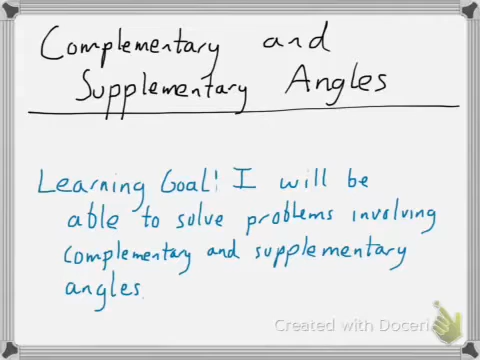 Complementary and
Supplementary Angles
Learning Goal: I will be
able to solve problems involving
complementary and supplementary
angles.
Created with Doceri